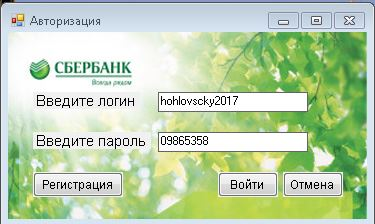 Авторизация
СБЕРБАНК
Всегда рядом
Введите логин hohlovscky2017
Введите пароль 09865358
Регистрация Войти Отмена